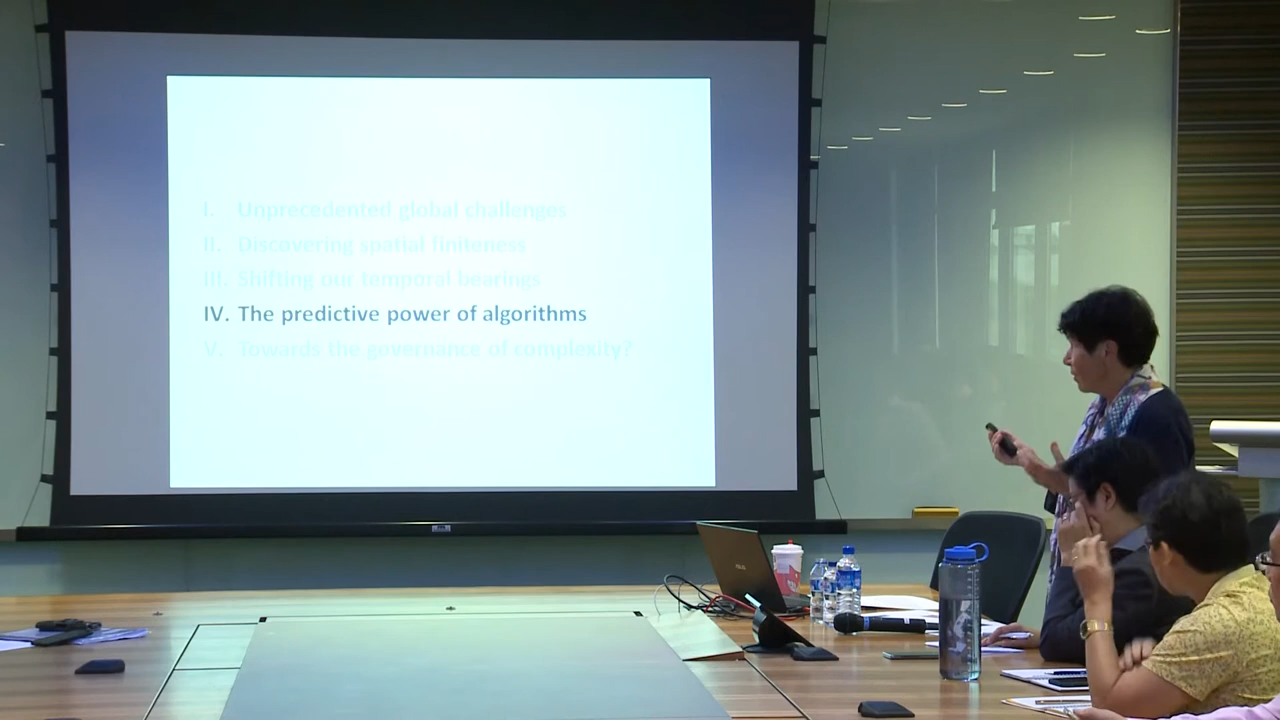 I. Unprecedented global challenges
II. Discovering spatial finiteness
III. Shifting our temporal bearings
IV. The predictive power of algorithms
V. Towards the governance of complexity?
ASUS